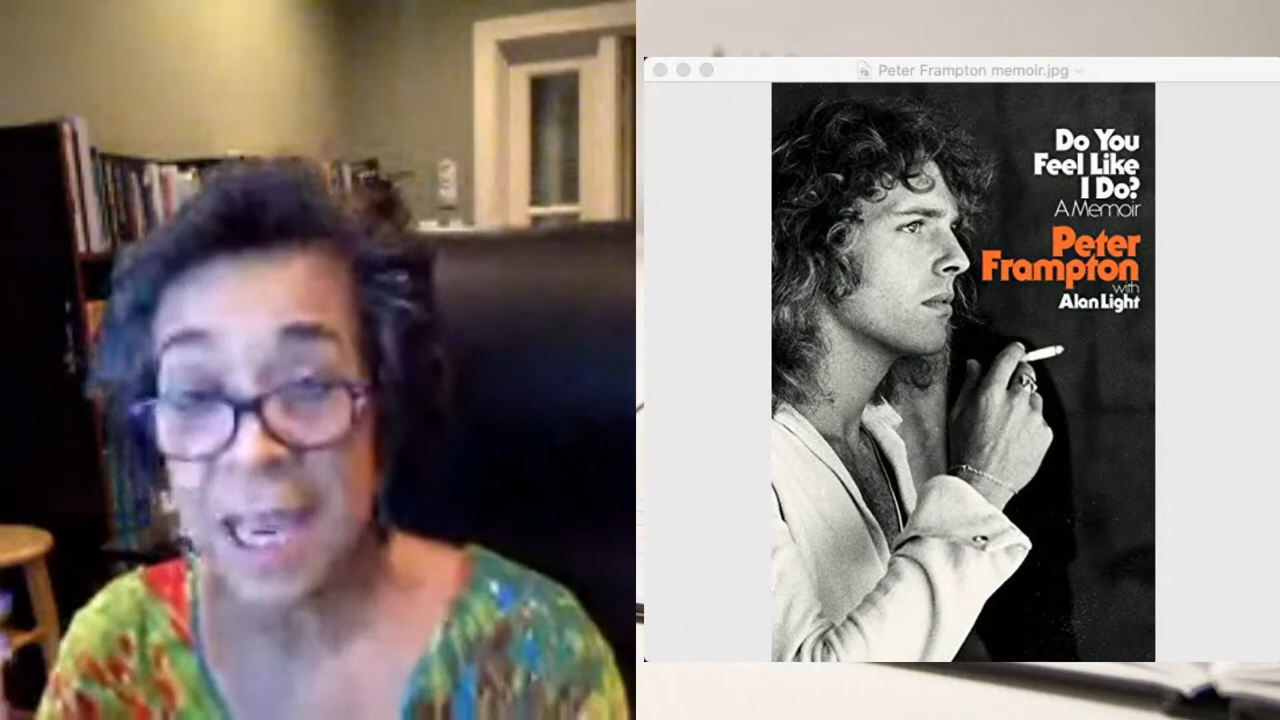 Peter Frampton memoir.jpg
Do You
Feel Like
I Do?
A Memoir
Peter
Frampton
with
Alan Light